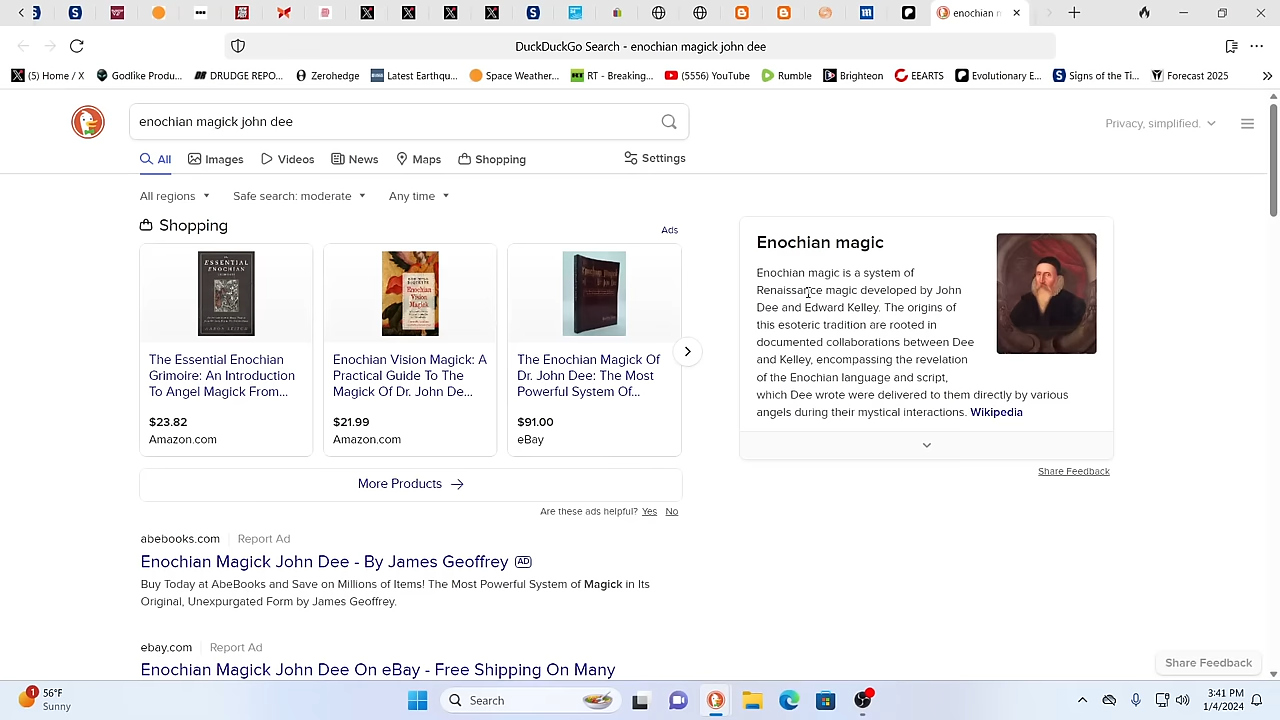 enochian r
DuckDuckGo Search - enochian magick john dee
(5) Home / X Godlike Produ... DRUDGE REPO... Zerohedge Latest Earthqu... Space Weather... RT - Breaking... (5556) YouTube Rumble Brighteon EEARTS Evolutionary E... Signs of the Ti... Forecast 2025
enochian magick john dee
Privacy, simplified.
All Images Videos News Maps Shopping Settings
All regions Safe search: moderate Any time
Shopping
Ads
The Essential Enochian
Grimoire: An Introduction
To Angel Magick From...
$23.82
Amazon.com
Enochian Vision Magick: A
Practical Guide To The
Magick Of Dr. John De...
$21.99
Amazon.com
The Enochian Magick Of
Dr. John Dee: The Most
Powerful System Of...
$91.00
eBay
More Products
Are these ads helpful? Yes No
abebooks.com Report Ad
Enochian Magick John Dee - By James Geoffrey AD
Buy Today at AbeBooks and Save on Millions of Items! The Most Powerful System of Magick in Its
Original, Unexpurgated Form by James Geoffrey.
ebay.com Report Ad
Enochian Magick John Dee On eBay - Free Shipping On Many
Enochian magic
Enochian magic is a system of
Renaissance magic developed by John
Dee and Edward Kelley. The origins of
this esoteric tradition are rooted in
documented collaborations between Dee
and Kelley, encompassing the revelation
of the Enochian language and script,
which Dee wrote were delivered to them directly by various
angels during their mystical interactions. Wikipedia
Share Feedback
Share Feedback
1
56°F
Sunny
Search
3:41 PM
1/4/2024